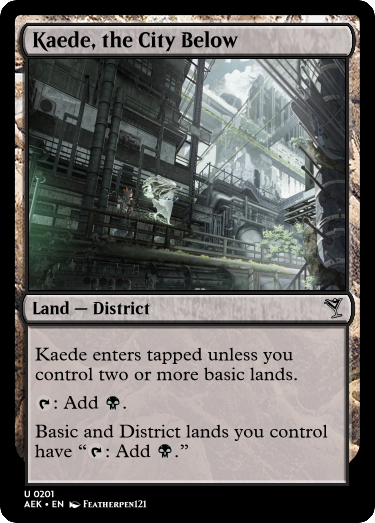 Kaede, the City Below
Land — District
Kaede enters tapped unless you
control two or more basic lands.
: Add .
Basic and District lands you control
have “: Add .”
U 0201
AEK • EN Featherpen121